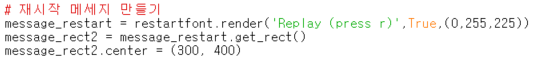 # 재시작 메세지 만들기
message_restart = restartfont.render('Replay (press r)',True,(0,255,225))
message_rect2 = message_restart.get_rect()
message_rect2.center = (300, 400)